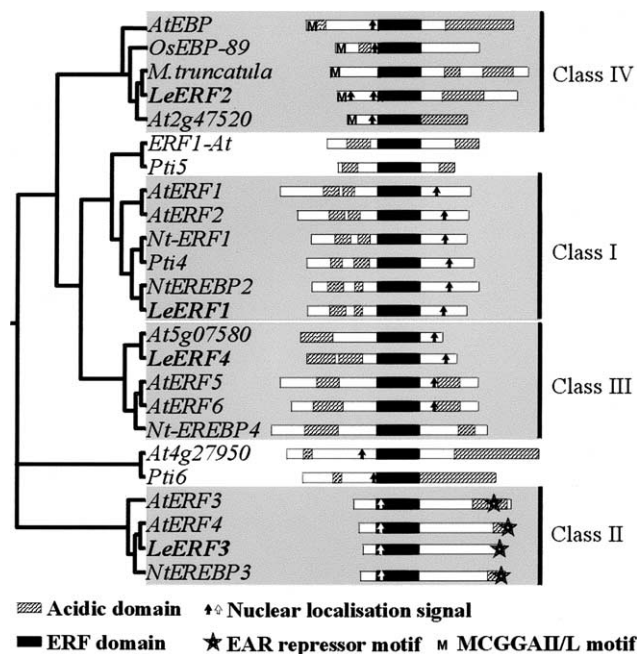 AtEBP
M
OsEBP-89
M
M.truncatula
M
Class IV
LeERF2
M
At2g47520
M
ERF1-At
Pti5
AtERF1
AtERF2
Nt-ERF1
Class I
Pti4
NtEREBP2
LeERF1
At5g07580
LeERF4
AtERF5
Class III
AtERF6
Nt-EREBP4
At4g27950
Pti6
AtERF3
AtERF4
Class II
LeERF3
NtEREBP3
Acidic domain
Nuclear localisation signal
ERF domain
EAR repressor motif
M MCGGAII/L motif